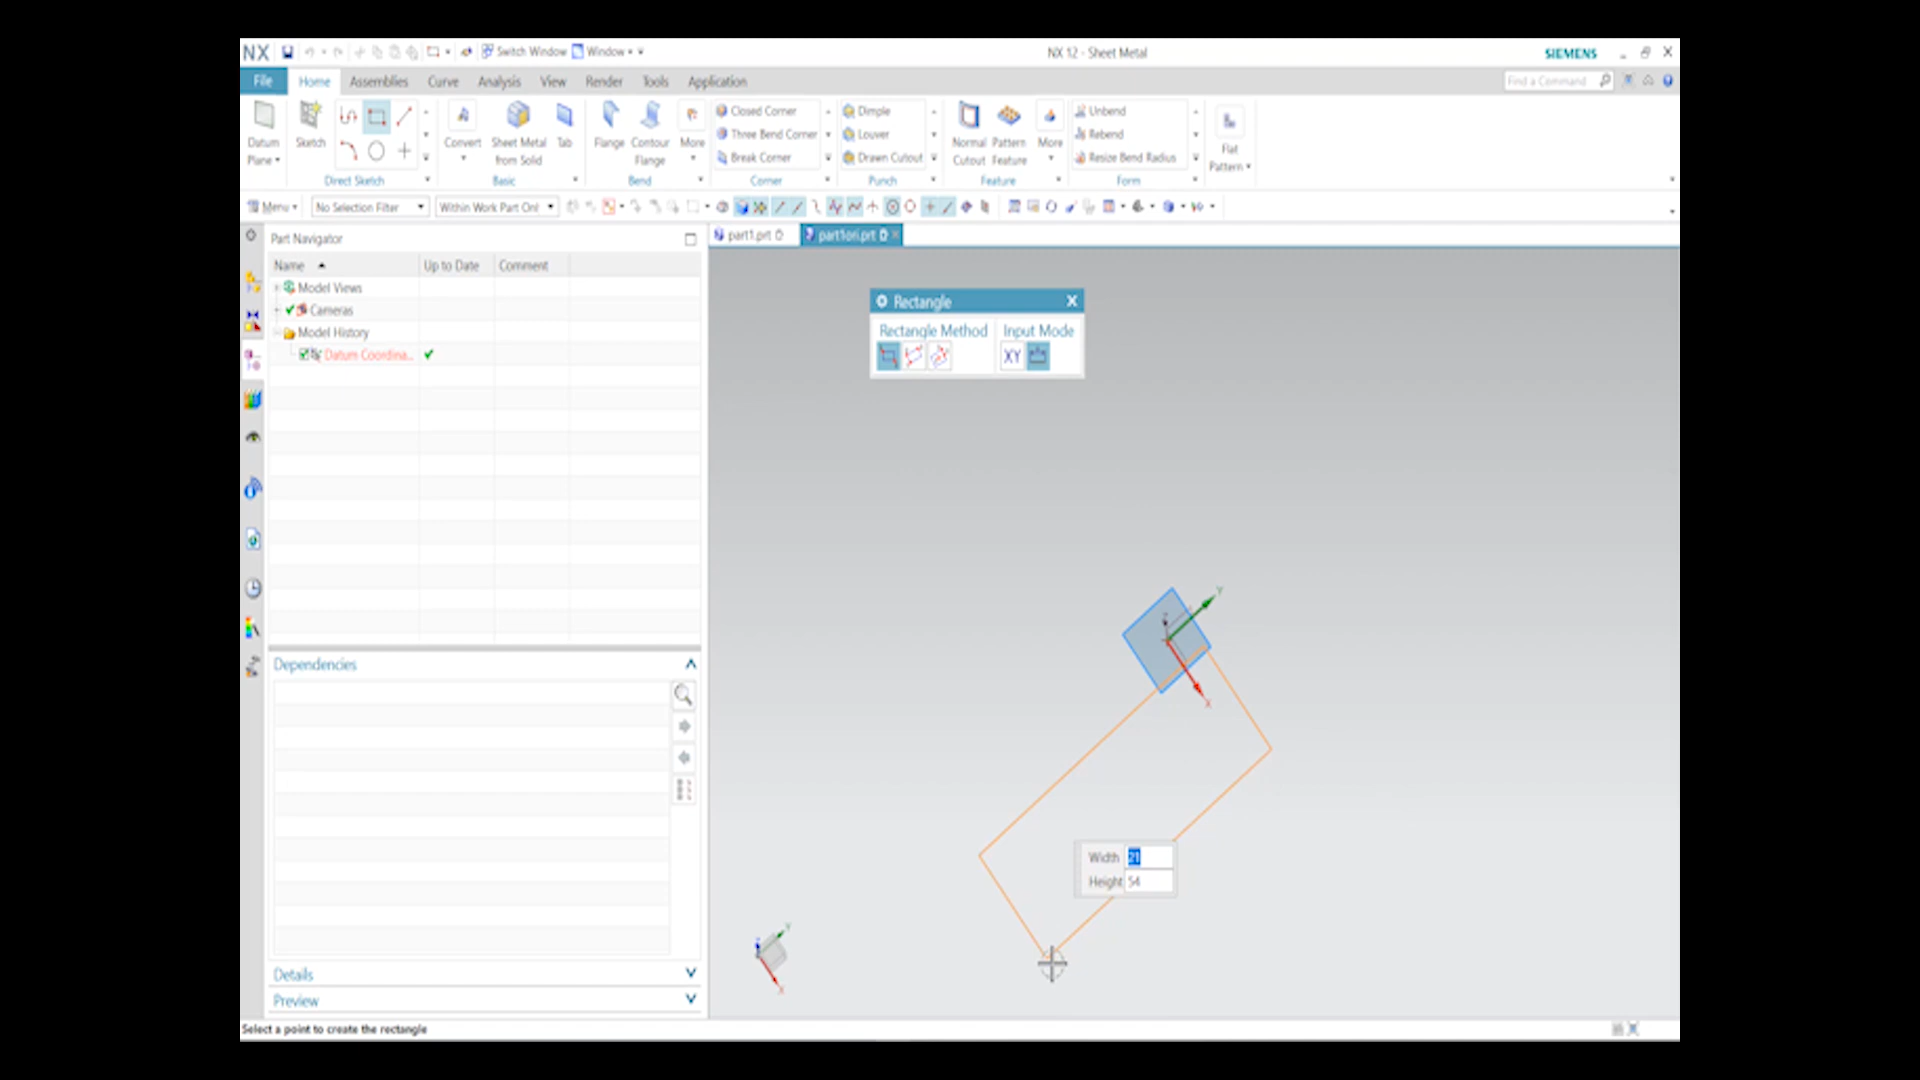 NX Switch Window Window NX 12 - Sheet Metal SIEMENS
File Home Assemblies Curve Analysis View Render Tools Application Find a Command
Closed Corner Dimple Unbend
Three Bend Corner Louver Rebend
Break Corner Drawn Cutout Resize Bend Radius
Datum Plane Sketch Convert Sheet Metal from Solid Tab Flange Contour Flange More Normal Cutout Pattern Feature More Flat Pattern
Direct Sketch Basic Bend Corner Punch Feature Form
Menu No Selection Filter Within Work Part Onl
Part Navigator part1.prt part1ori.prt
Name Up to Date Comment
Model Views
Cameras
Model History
Datum Coordina...
Rectangle X
Rectangle Method Input Mode
XY
Y
Z
X
Width 21
Height 54
Y
Z
X
Dependencies
Details
Preview
Select a point to create the rectangle